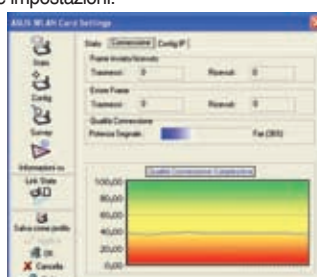 impostazioni.
ASUS WLAN Card Settings
Stato Connessione Config IP
Frame Inviati/Ricevuti
Trasmessi: 0 Ricevuti: 0
Errore Frame
Trasmessi: 0 Ricevuti: 0
Qualità Connessione
Potenza Segnale:
Stato
Config
Survey
Informazioni su
Link State
Salva come profilo
OK
Cancella
Qualità Connessione Complessiva
100,00
80,00
60,00
40,00
20,00
0,00